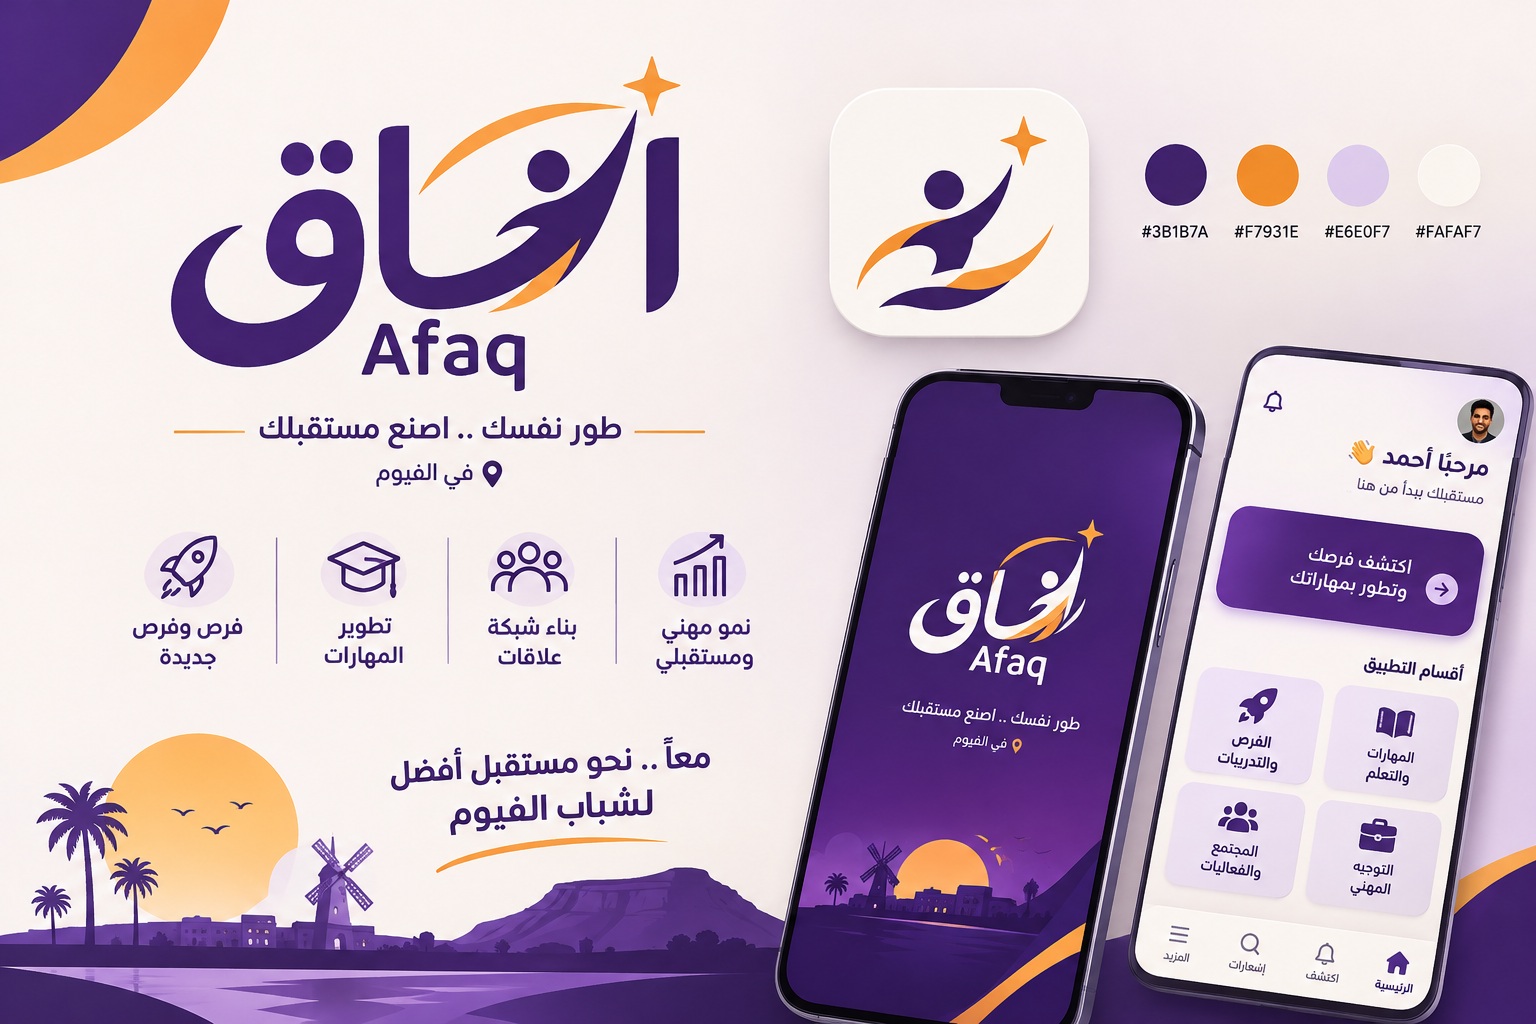 افاق
Afaq
طور نفسك .. اصنع مستقبلك
في الفيوم
نمو مهني
ومستقبلي
بناء شبكة
علاقات
تطوير
المهارات
فرص وفرص
جديدة
معاً .. نحو مستقبل أفضل
لشباب الفيوم
#3B1B7A
#F7931E
#E6E0F7
#FAFAF7
افاق
Afaq
طور نفسك .. اصنع مستقبلك
في الفيوم
مرحبًا أحمد 👋
مستقبلك يبدأ من هنا
اكتشف فرصك
وتطور بمهاراتك
أقسام التطبيق
المهارات
والتعلم
الفرص
والتدريبات
التوجيه
المهني
المجتمع
والفعاليات
الرئيسية
اكتشف
إشعارات
المزيد